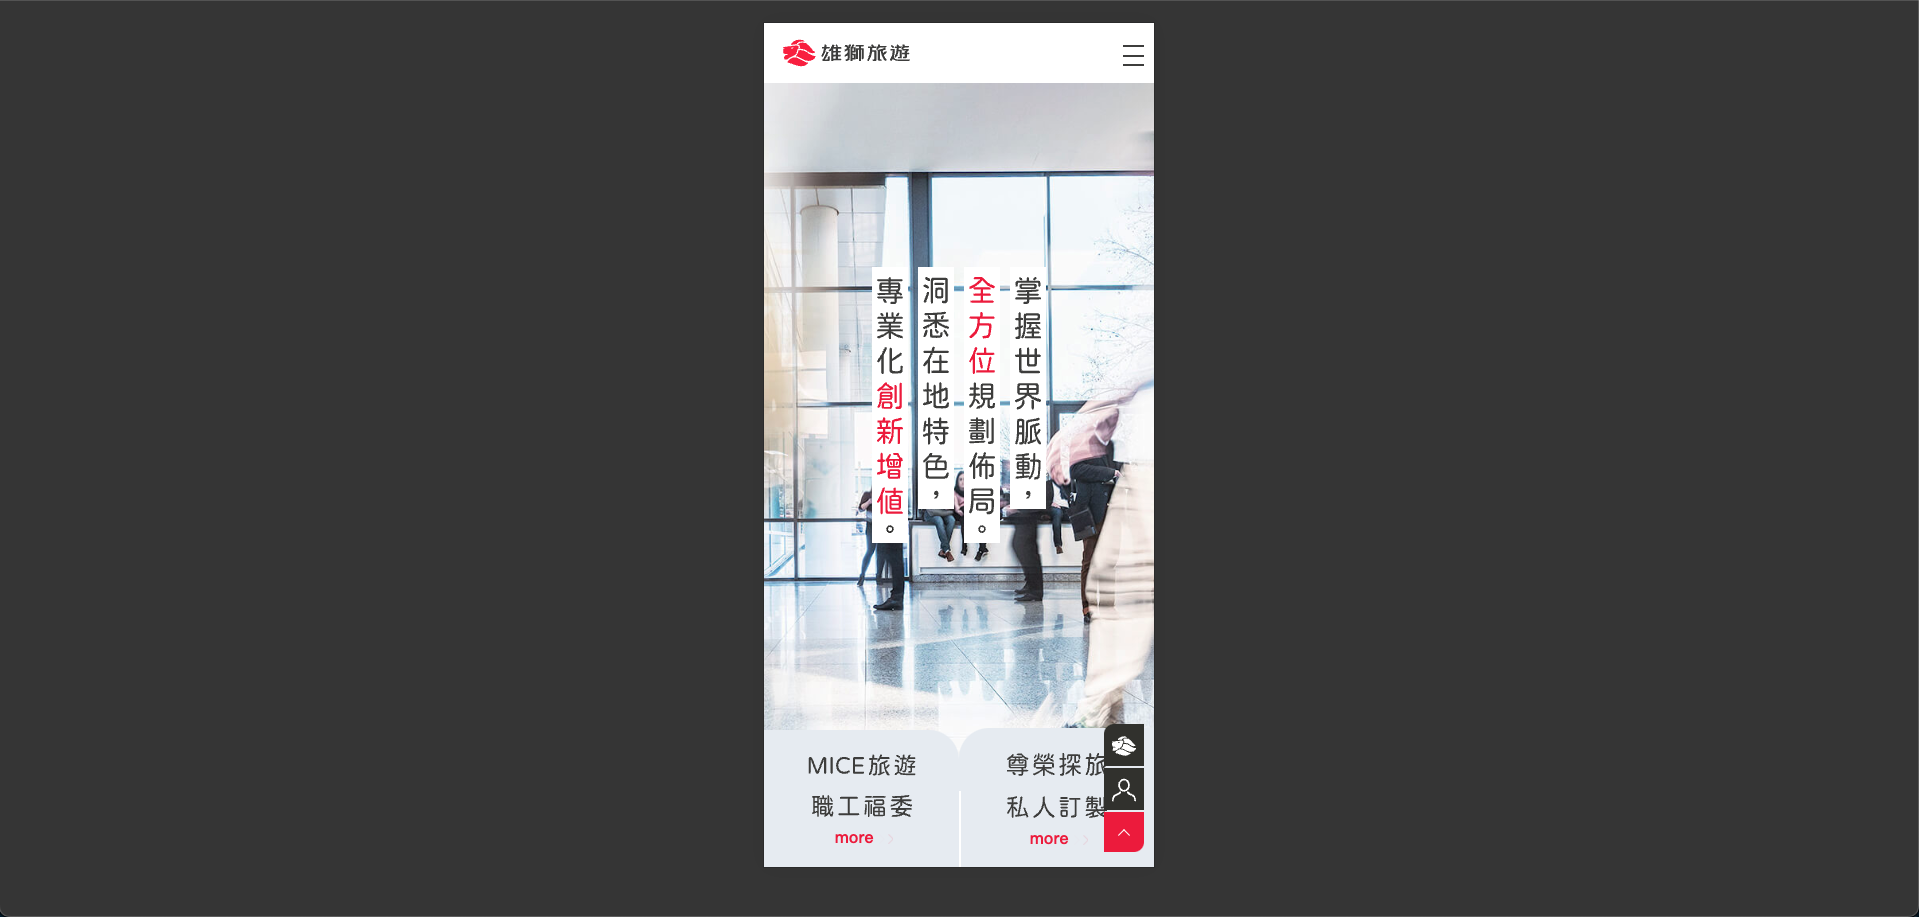 雄獅旅遊
掌握世界脈動，
全方位規劃佈局。
洞悉在地特色，
專業化創新增值。
MICE旅遊
職工福委
more
尊榮探旅
私人訂製
more